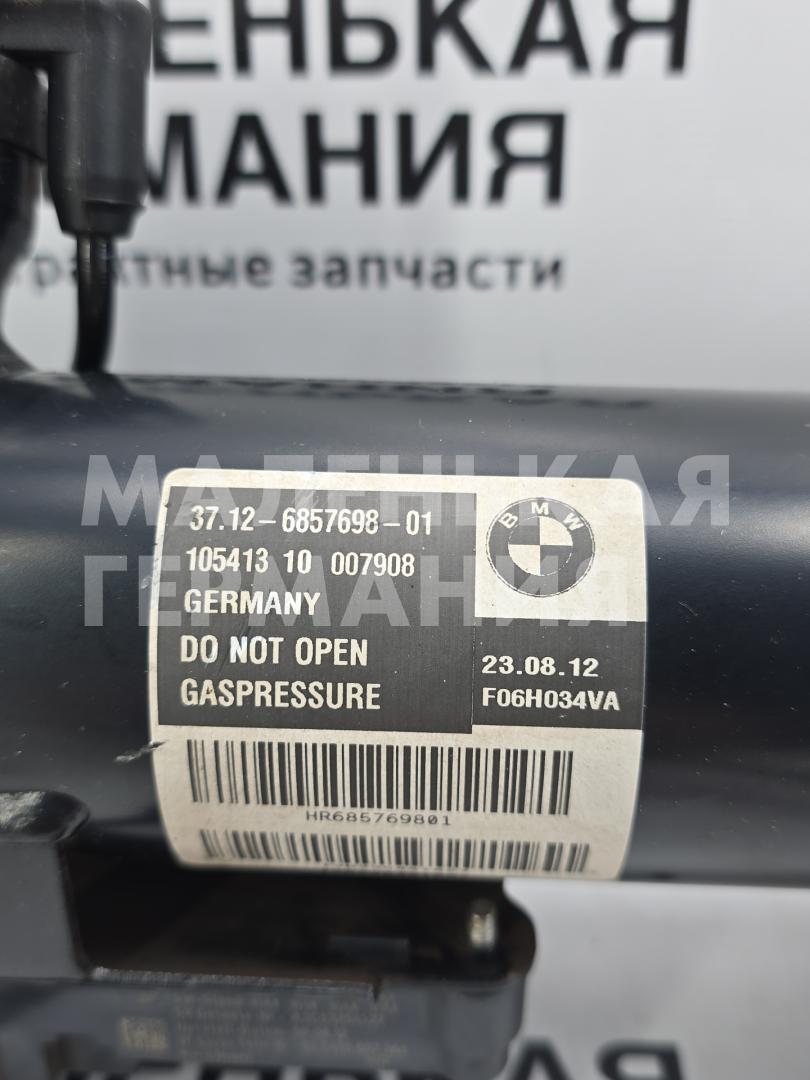 ЕНЬКАЯ
МАНИЯ
трактные запчасти
МАЛЕНЬКАЯ
ГЕРМАНИЯ
37.12-6857698-01
105413 10 007908
GERMANY
DO NOT OPEN
GASPRESSURE
BMW
23.08.12
F06H034VA
HR685769801